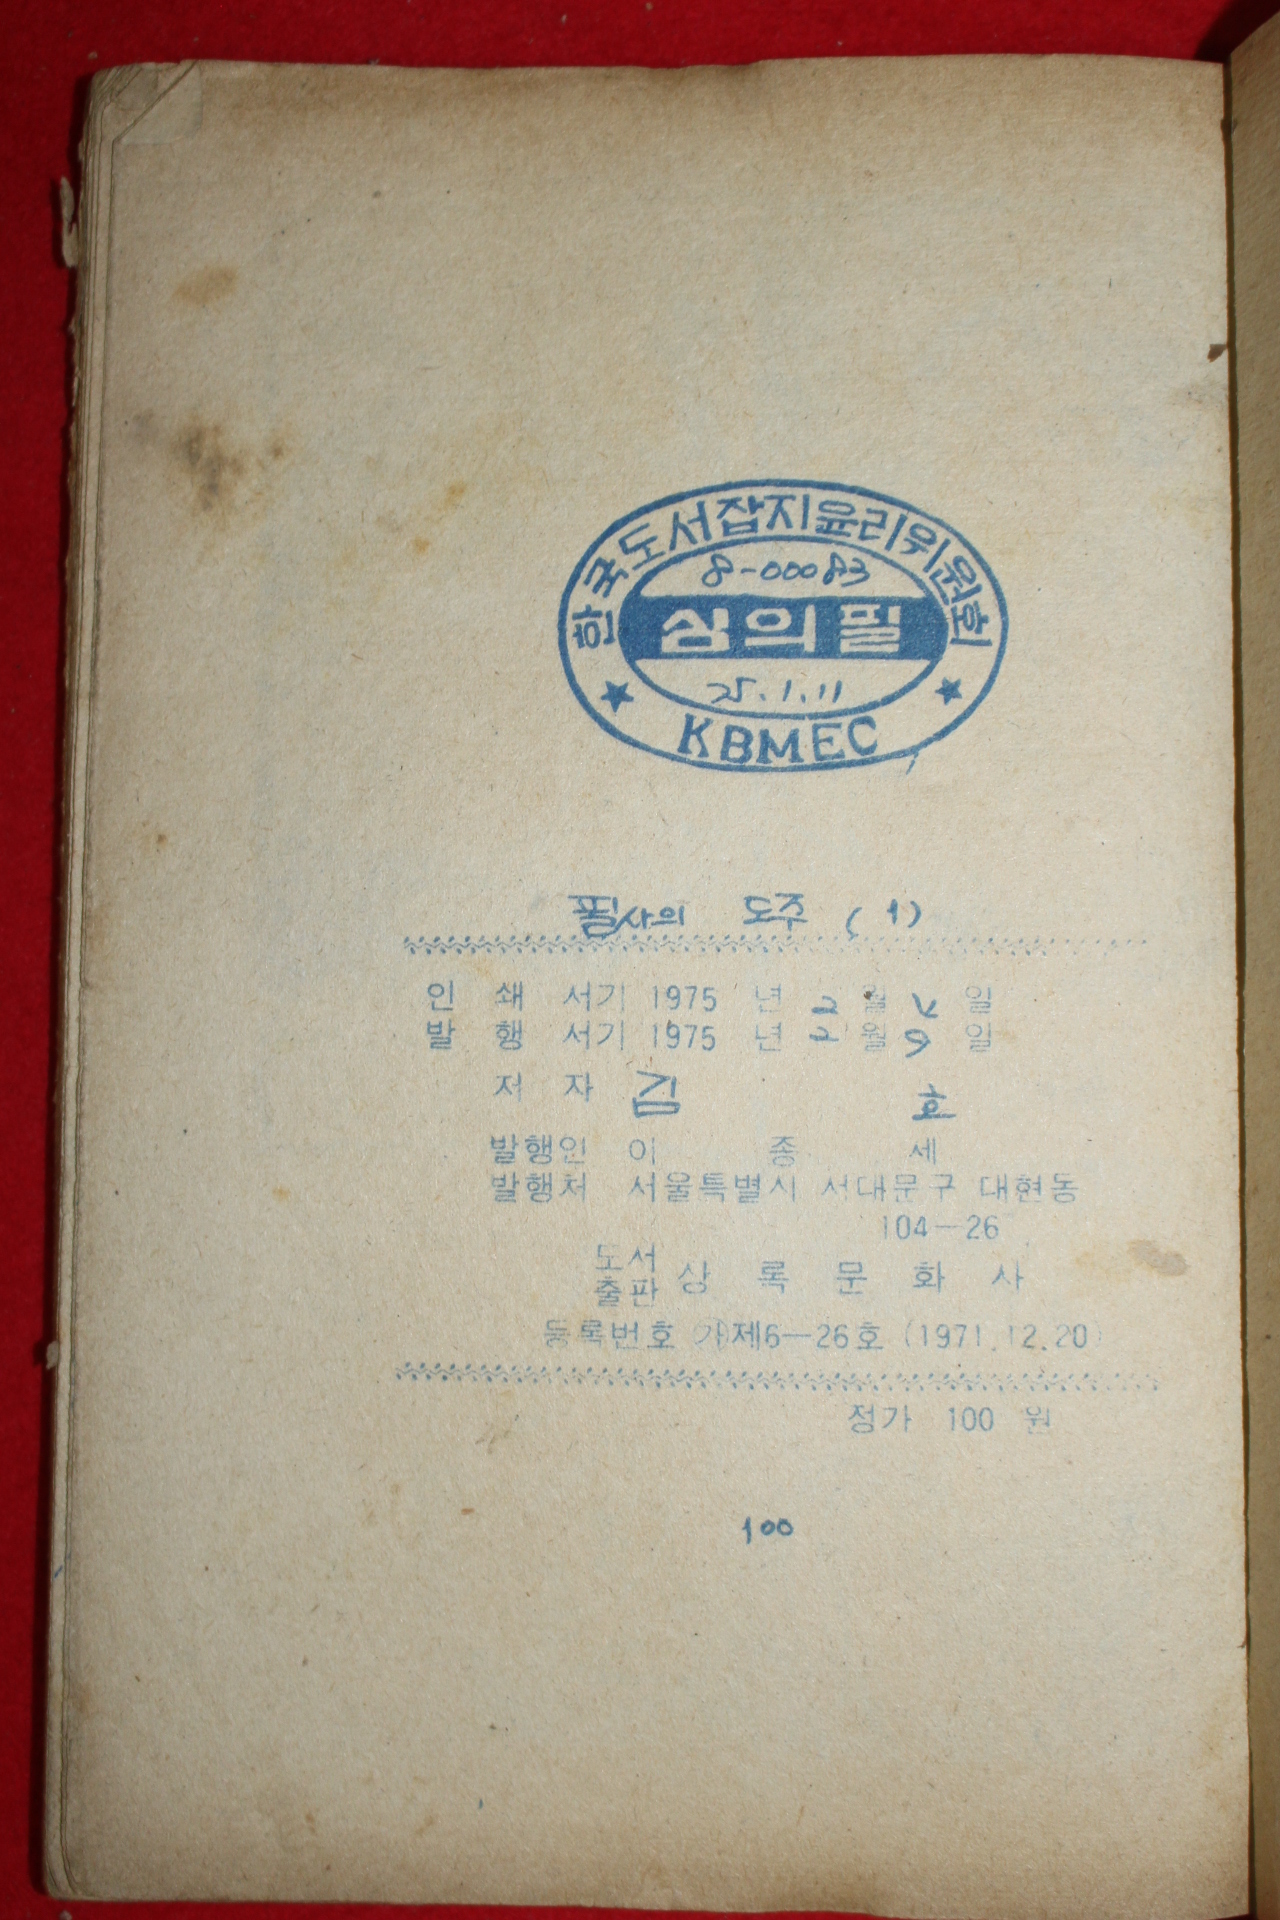 한국도서잡지윤리위원회
8-00083
심의필
25.1.11
★ KBMEC ★
필사의 도주 (1)
인 쇄 서기 1975 년 2 월 일
발 행 서기 1975 년 2 월 9 일
저 자 김 호
발행인 이 종 세
발행처 서울특별시 서대문구 대현동
104—26
도서출판 상 록 문 화 사
등록번호 (가)제6—26호 (1971.12.20)
정가 100 원
100